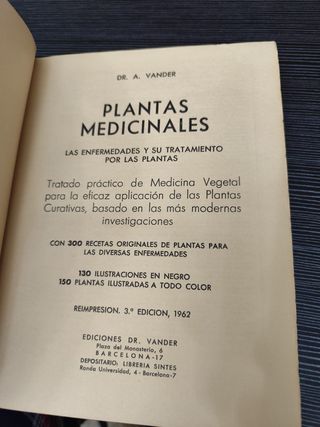 DR. A. VANDER
PLANTAS
MEDICINALES
LAS ENFERMEDADES Y SU TRATAMIENTO
POR LAS PLANTAS
Tratado práctico de Medicina Vegetal
para la eficaz aplicación de las Plantas
Curativas, basado en las más modernas
investigaciones
CON 300 RECETAS ORIGINALES DE PLANTAS PARA
LAS DIVERSAS ENFERMEDADES
130 ILUSTRACIONES EN NEGRO
150 PLANTAS ILUSTRADAS A TODO COLOR
REIMPRESION. 3.ª EDICION, 1962
EDICIONES DR. VANDER
Plaza del Monasterio, 6
BARCELONA-17
DEPOSITARIO: LIBRERIA SINTES
Ronda Universidad, 4 - Barcelona-7